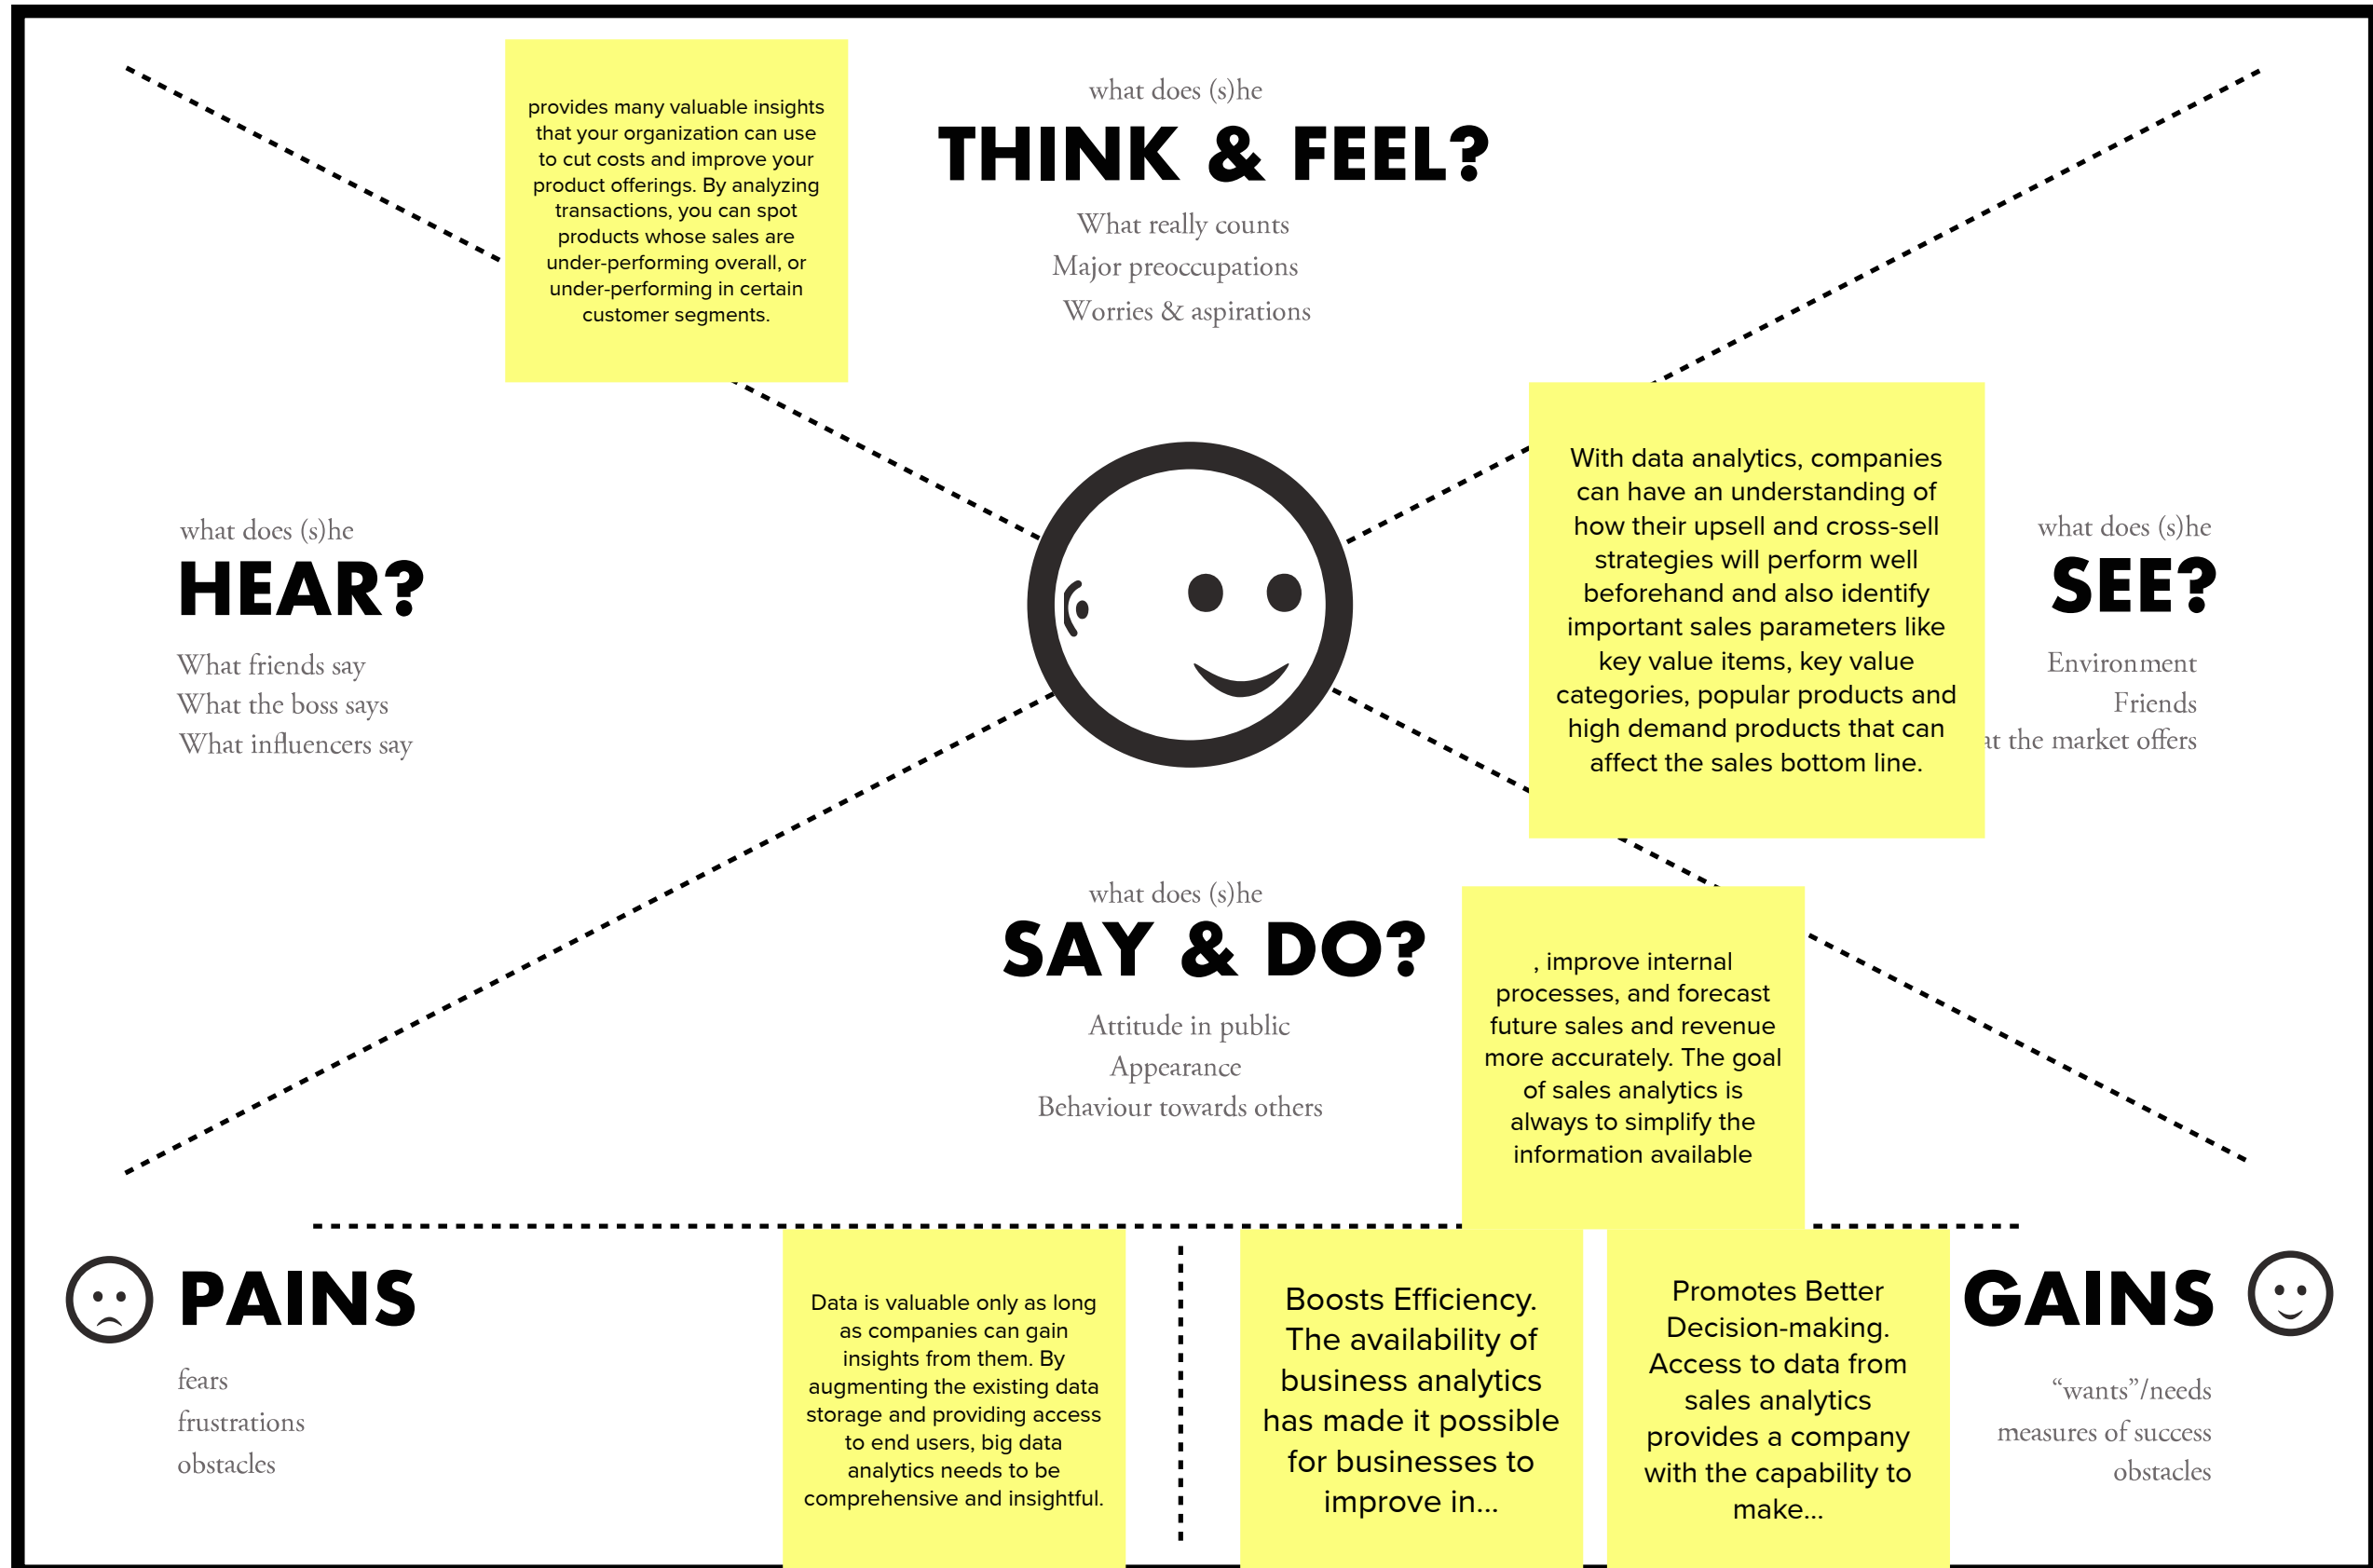 provides many valuable insights
that your organization can use
to cut costs and improve your
product offerings. By analyzing
transactions, you can spot
products whose sales are
under-performing overall, or
under-performing in certain
customer segments.
what does (s)he
THINK & FEEL?
What really counts
Major preoccupations
Worries & aspirations
what does (s)he
HEAR?
What friends say
What the boss says
What influencers say
With data analytics, companies
can have an understanding of
how their upsell and cross-sell
strategies will perform well
beforehand and also identify
important sales parameters like
key value items, key value
categories, popular products and
high demand products that can
affect the sales bottom line.
what does (s)he
SEE?
Environment
Friends
at the market offers
what does (s)he
SAY & DO?
Attitude in public
Appearance
Behaviour towards others
, improve internal
processes, and forecast
future sales and revenue
more accurately. The goal
of sales analytics is
always to simplify the
information available
PAINS
fears
frustrations
obstacles
Data is valuable only as long
as companies can gain
insights from them. By
augmenting the existing data
storage and providing access
to end users, big data
analytics needs to be
comprehensive and insightful.
Boosts Efficiency.
The availability of
business analytics
has made it possible
for businesses to
improve in...
Promotes Better
Decision-making.
Access to data from
sales analytics
provides a company
with the capability to
make...
GAINS
“wants”/needs
measures of success
obstacles